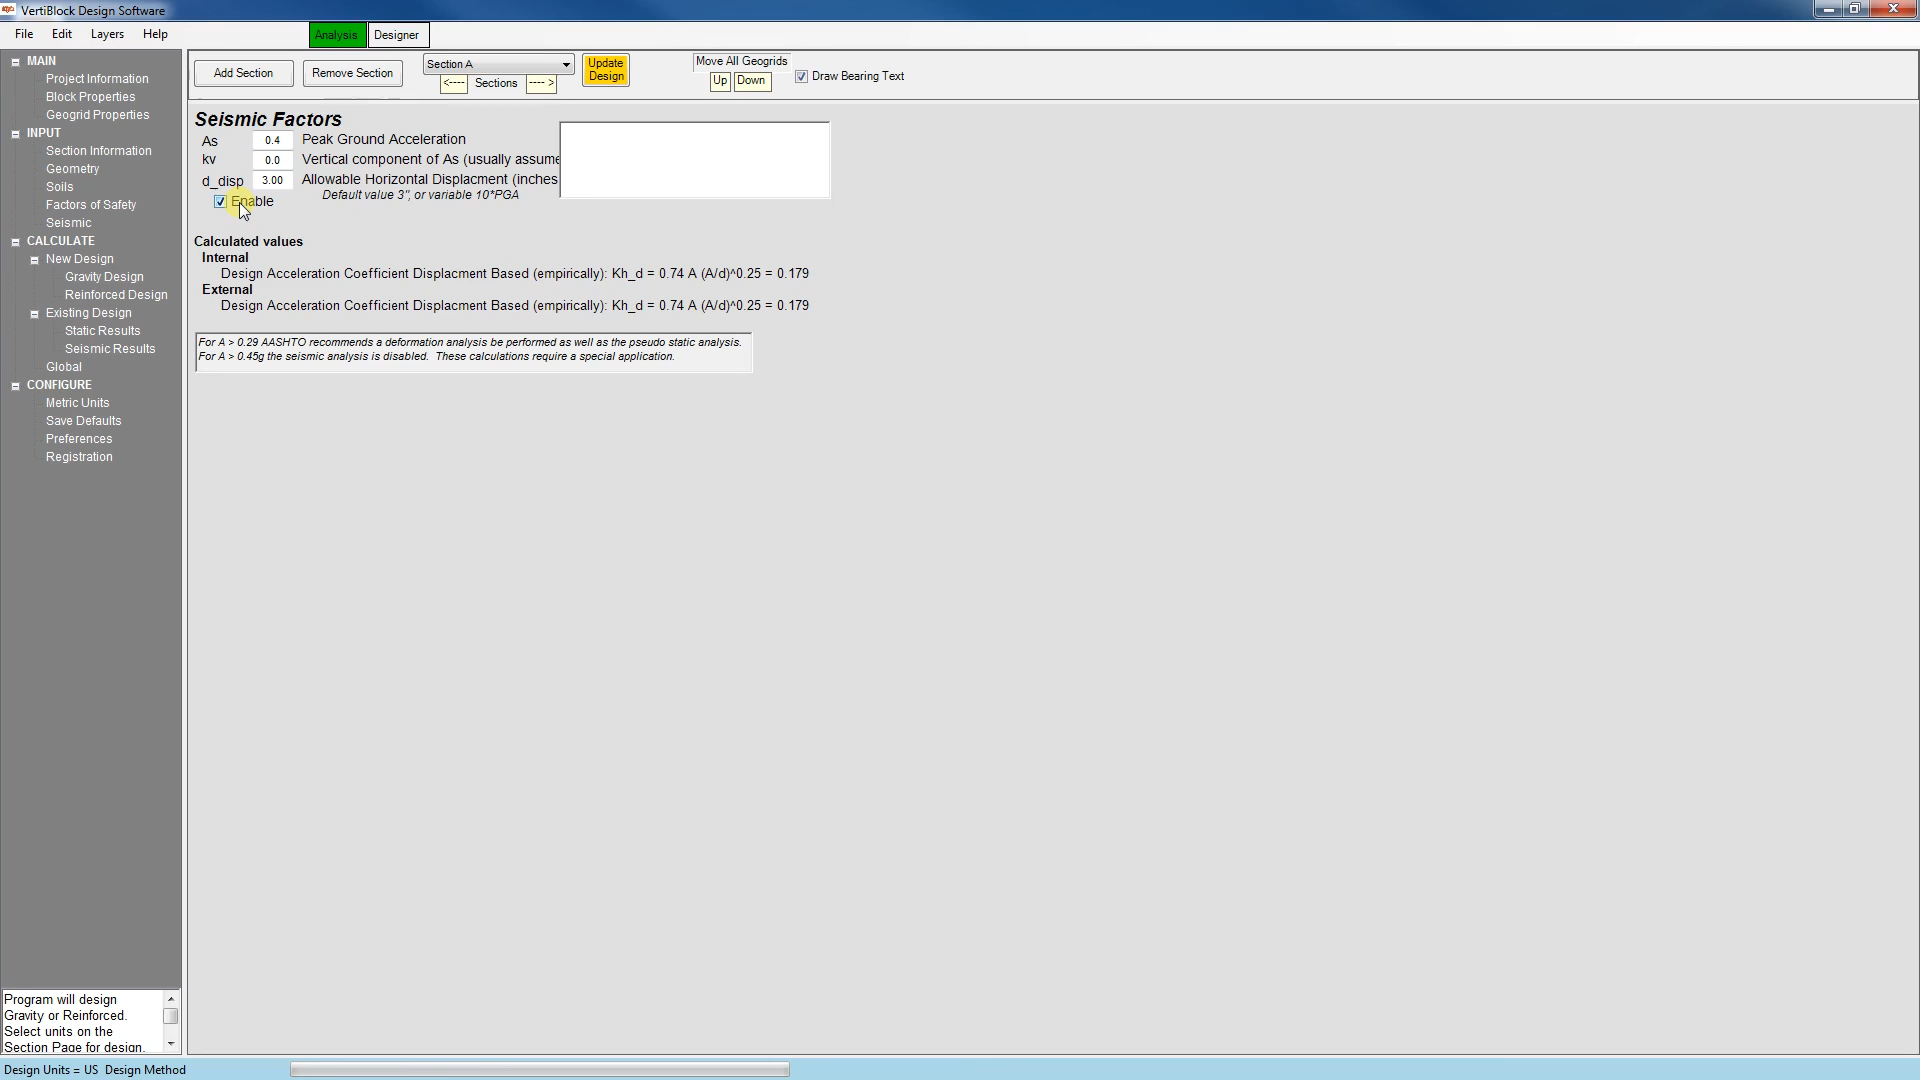 VertiBlock Design Software
File Edit Layers Help
Analysis Designer
MAIN
Project Information
Block Properties
Geogrid Properties
INPUT
Section Information
Geometry
Soils
Factors of Safety
Seismic
CALCULATE
New Design
Gravity Design
Reinforced Design
Existing Design
Static Results
Seismic Results
Global
CONFIGURE
Metric Units
Save Defaults
Preferences
Registration
Program will design
Gravity or Reinforced.
Select units on the
Section Page for design.
Add Section Remove Section Section A
<---- Sections ---- >
Update
Design
Move All Geogrids
Up Down
Draw Bearing Text
Seismic Factors
As 0.4 Peak Ground Acceleration
kv 0.0 Vertical component of As (usually assume
d_disp 3.00 Allowable Horizontal Displacment (inches
Default value 3", or variable 10*PGA
Enable
Calculated values
Internal
Design Acceleration Coefficient Displacment Based (empirically): Kh_d = 0.74 A (A/d)^0.25 = 0.179
External
Design Acceleration Coefficient Displacment Based (empirically): Kh_d = 0.74 A (A/d)^0.25 = 0.179
For A > 0.29 AASHTO recommends a deformation analysis be performed as well as the pseudo static analysis.
For A > 0.45g the seismic analysis is disabled. These calculations require a special application.
Design Units = US Design Method